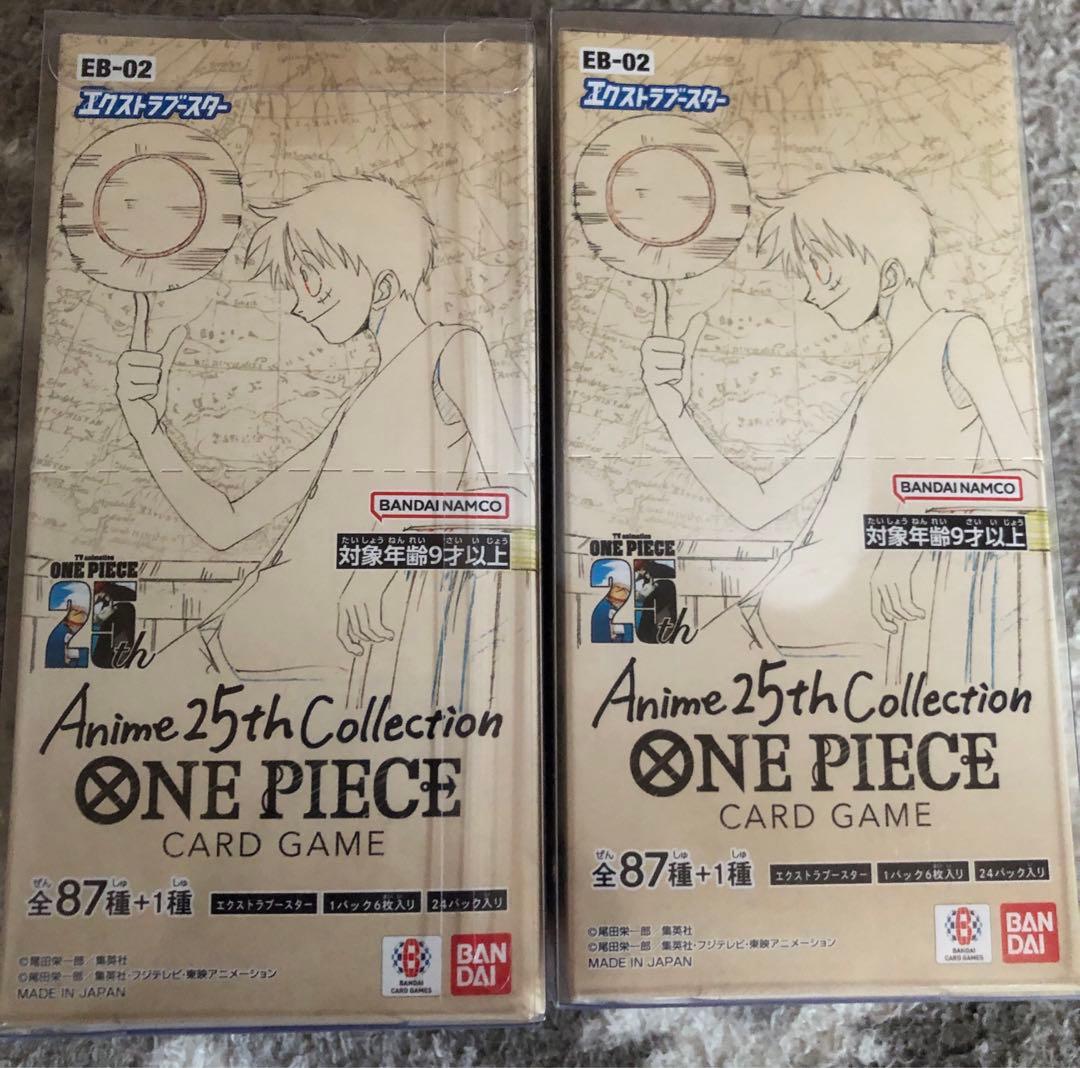 EB-02
エクストラブースター
BANDAI NAMCO
たいしょうねんれい さいいじょう
対象年齢9才以上
TV animation
ONE PIECE
25th
Anime 25th Collection
ONE PIECE
CARD GAME
ぜん しゅ しゅ
全87種+1種
エクストラブースター 1パック6枚入り 24パック入り
©尾田栄一郎/集英社
©尾田栄一郎/集英社・フジテレビ・東映アニメーション
MADE IN JAPAN
BANDAI
CARD GAMES
BAN
DAI
EB-02
エクストラブースター
BANDAI NAMCO
たいしょうねんれい さいいじょう
対象年齢9才以上
TV animation
ONE PIECE
25th
Anime 25th Collection
ONE PIECE
CARD GAME
ぜん しゅ しゅ
全87種+1種
エクストラブースター 1パック6枚入り 24パック入り
©尾田栄一郎/集英社
©尾田栄一郎/集英社・フジテレビ・東映アニメーション
MADE IN JAPAN
BANDAI
CARD GAMES
BAN
DAI